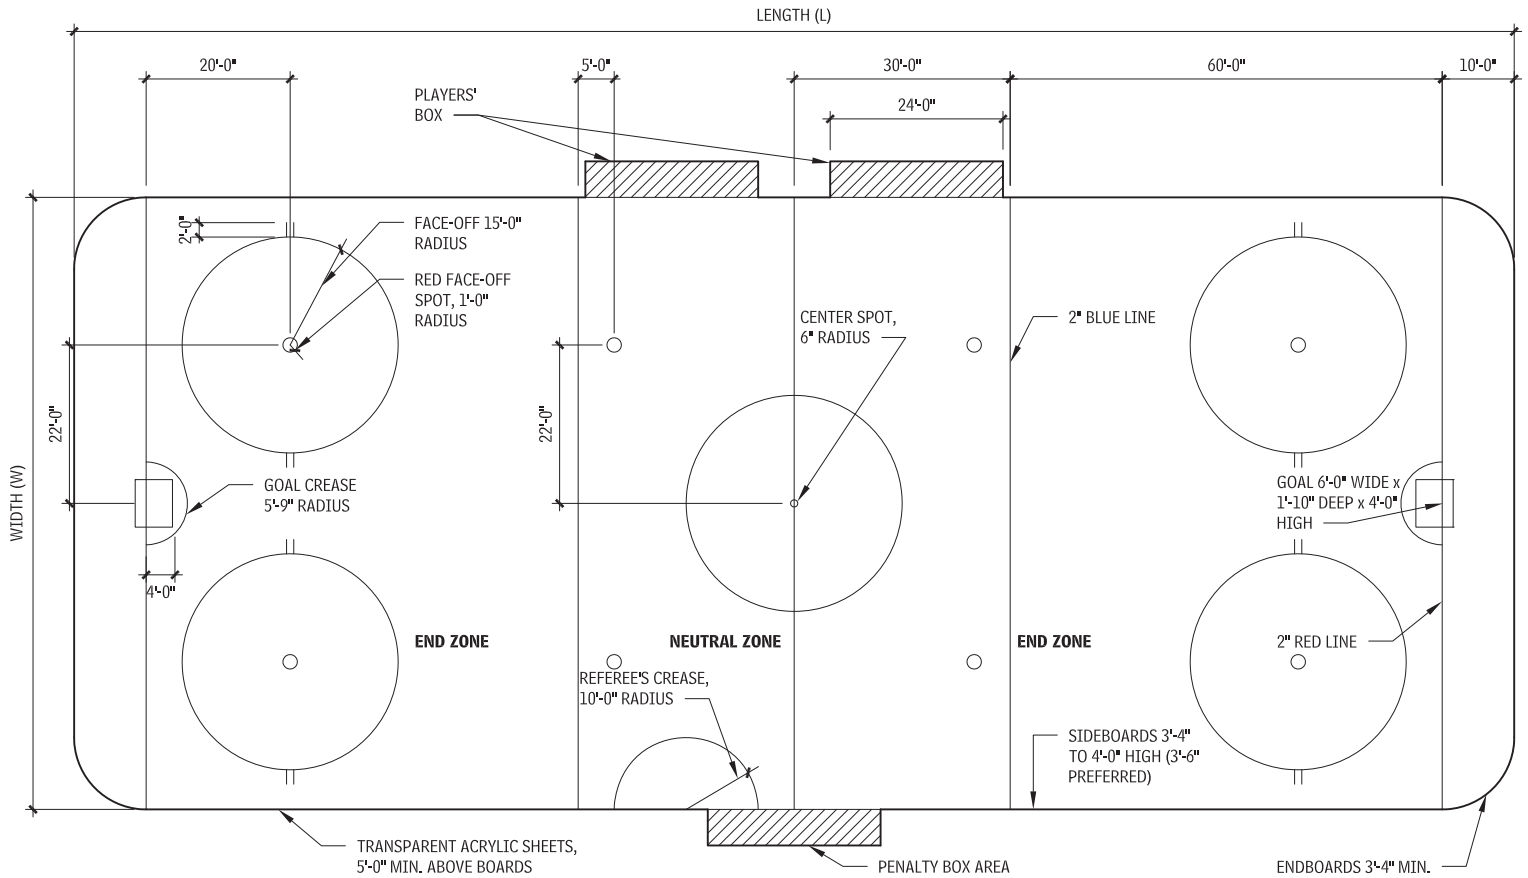 LENGTH (L)
20'-0"
5'-0"
30'-0"
60'-0"
10'-0"
PLAYERS'
BOX
24'-0"
2'-0"
FACE-OFF 15'-0"
RADIUS
RED FACE-OFF
SPOT, 1'-0"
RADIUS
CENTER SPOT,
6" RADIUS
2" BLUE LINE
22'-0"
22'-0"
WIDTH (W)
GOAL CREASE
5'-9" RADIUS
GOAL 6'-0" WIDE x
1'-10" DEEP x 4'-0"
HIGH
4'-0"
END ZONE
NEUTRAL ZONE
END ZONE
2" RED LINE
REFEREE'S CREASE,
10'-0" RADIUS
SIDEBOARDS 3'-4"
TO 4'-0" HIGH (3'-6"
PREFERRED)
TRANSPARENT ACRYLIC SHEETS,
5'-0" MIN. ABOVE BOARDS
PENALTY BOX AREA
ENDBOARDS 3'-4" MIN.